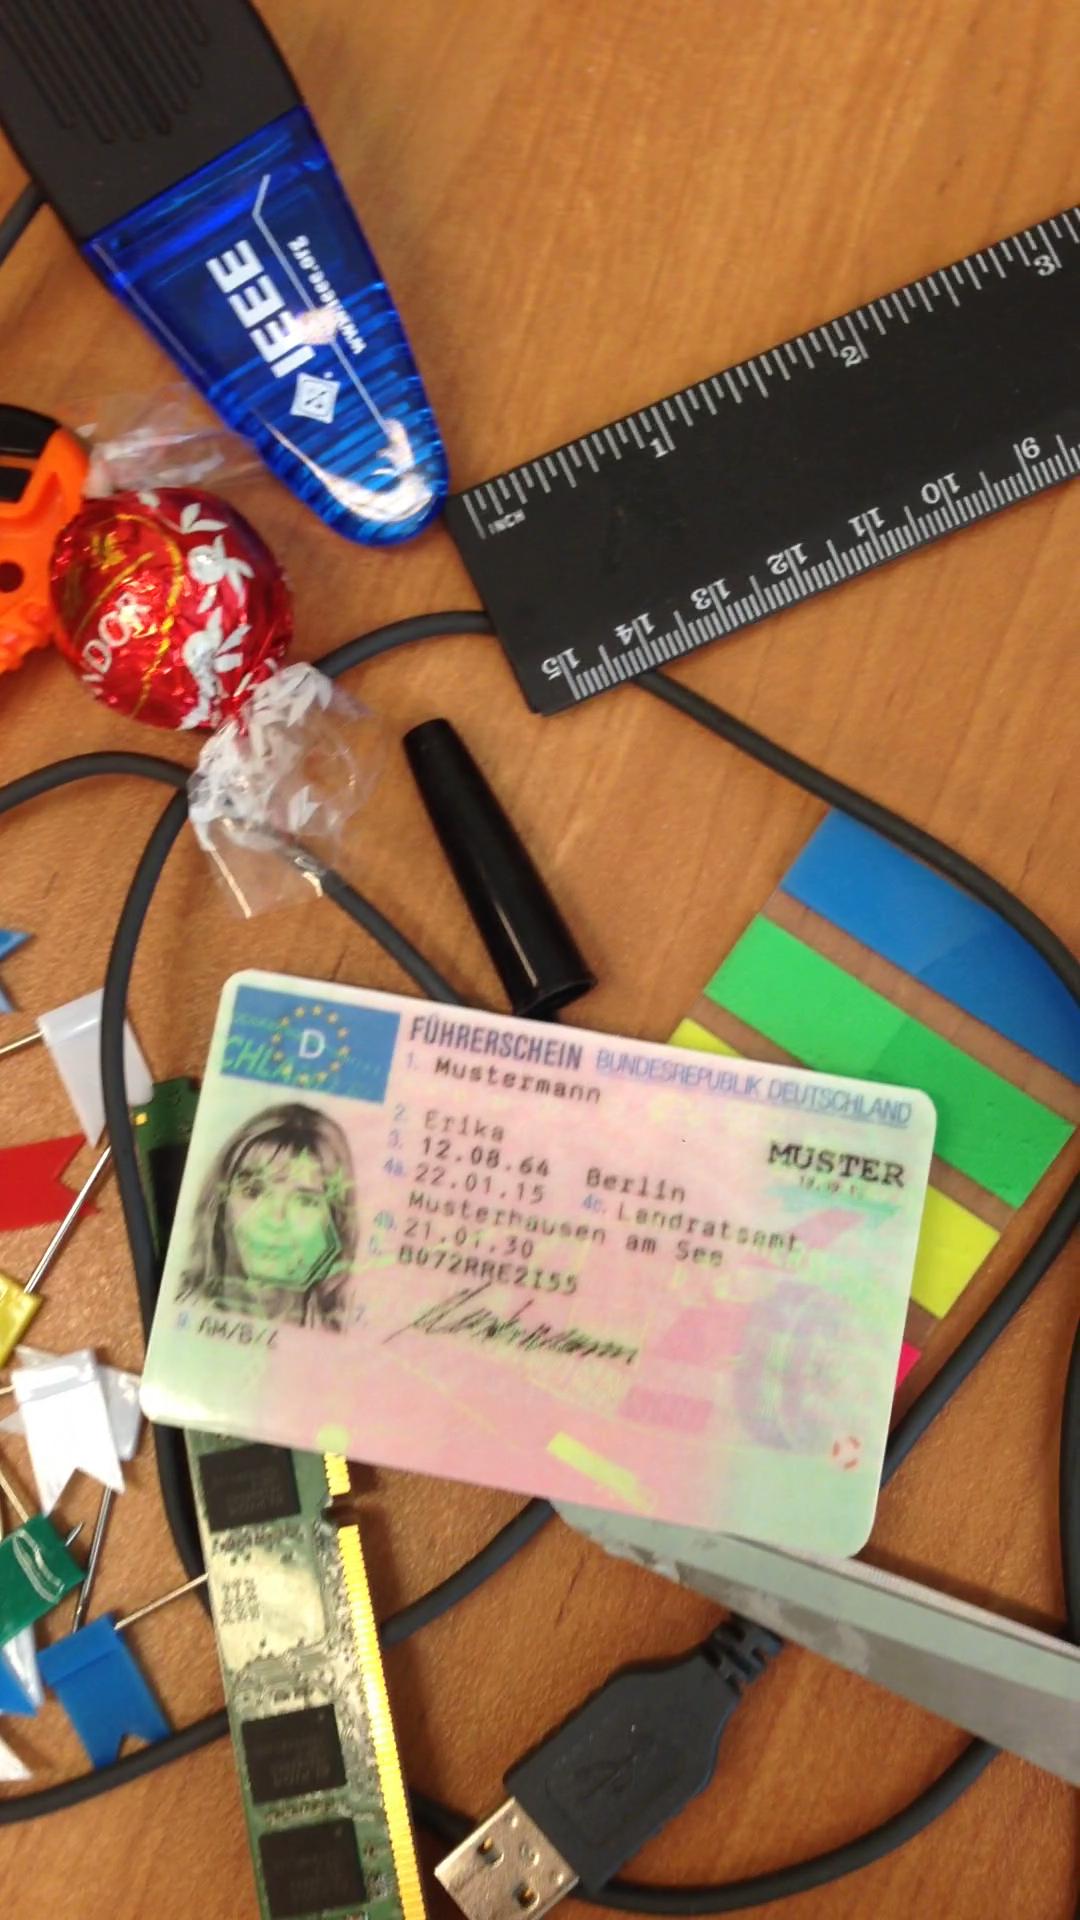 IEEE
www.ieee.org
1 2 3
INCH
15 14 13 12 11 10 9
D
FÜHRERSCHEIN BUNDESREPUBLIK DEUTSCHLAND
1. Mustermann
2. Erika
3. 12.08.64 Berlin
MUSTER
4a. 22.01.15 4c. Landratsamt
Musterhausen am See
4b. 21.01.30
5. B072RRE2I55
7.
9. AM/B/L